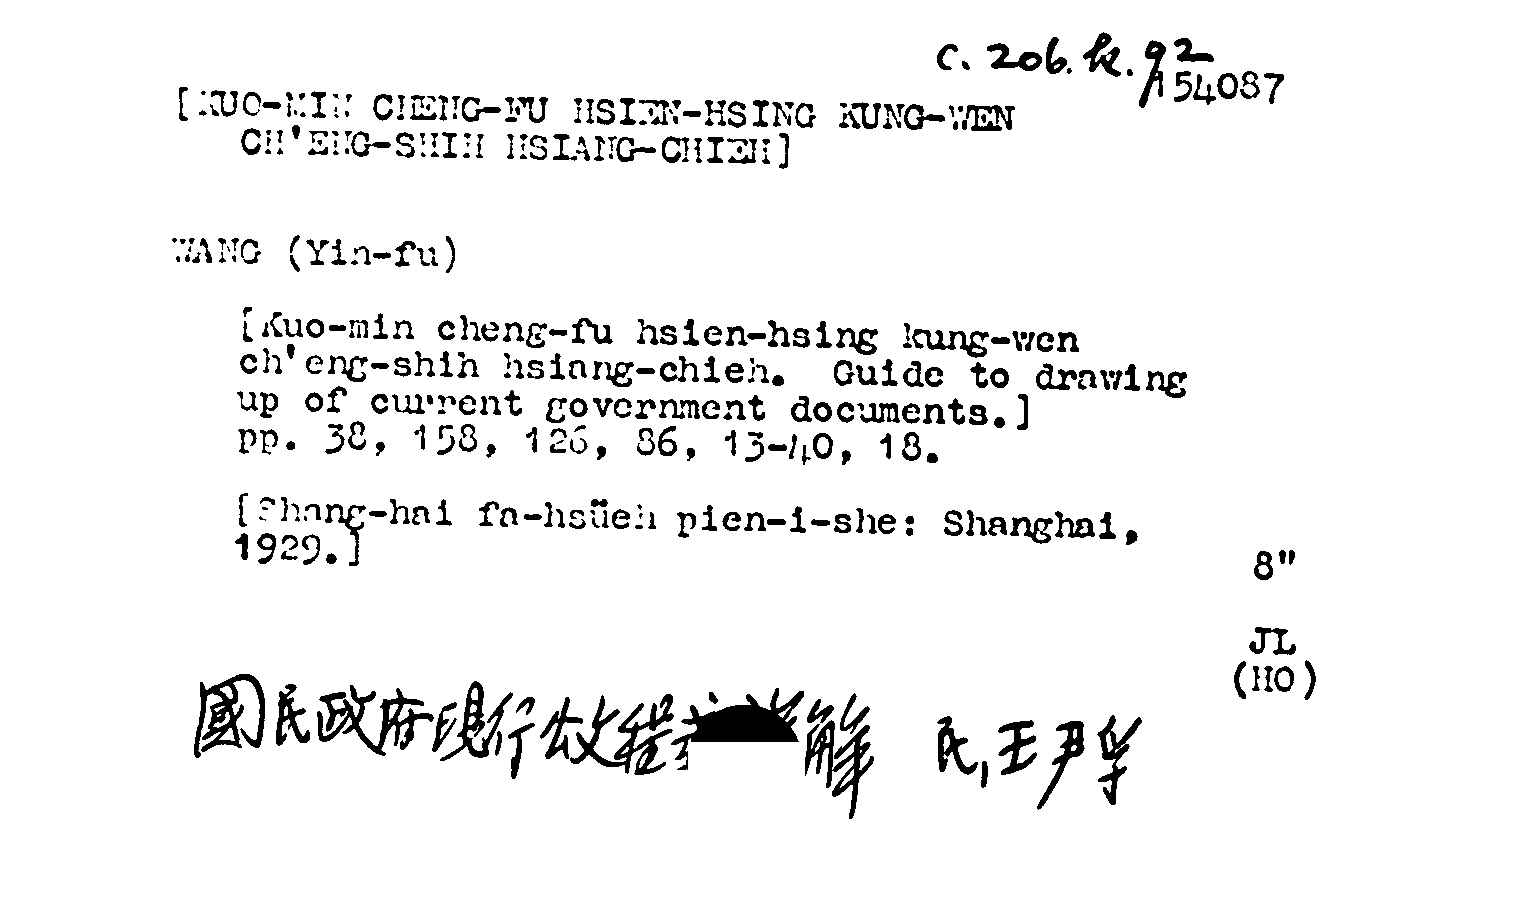 c. 206. k. 92
154087
[KUO-MIN CHENG-FU HSIEN-HSING KUNG-WEN
CH'ENG-SHIH HSIANG-CHIEH]
WANG (Yin-fu)
[Kuo-min cheng-fu hsien-hsing kung-wen
ch'eng-shih hsiang-chieh. Guide to drawing
up of current government documents.]
pp. 38, 158, 126, 86, 13-40, 18.
[Shang-hai fa-hsüeh pien-i-she: Shanghai,
1929.]
8"
JL
(HO)
國民政府現行公文程 解 民, 王尹孚